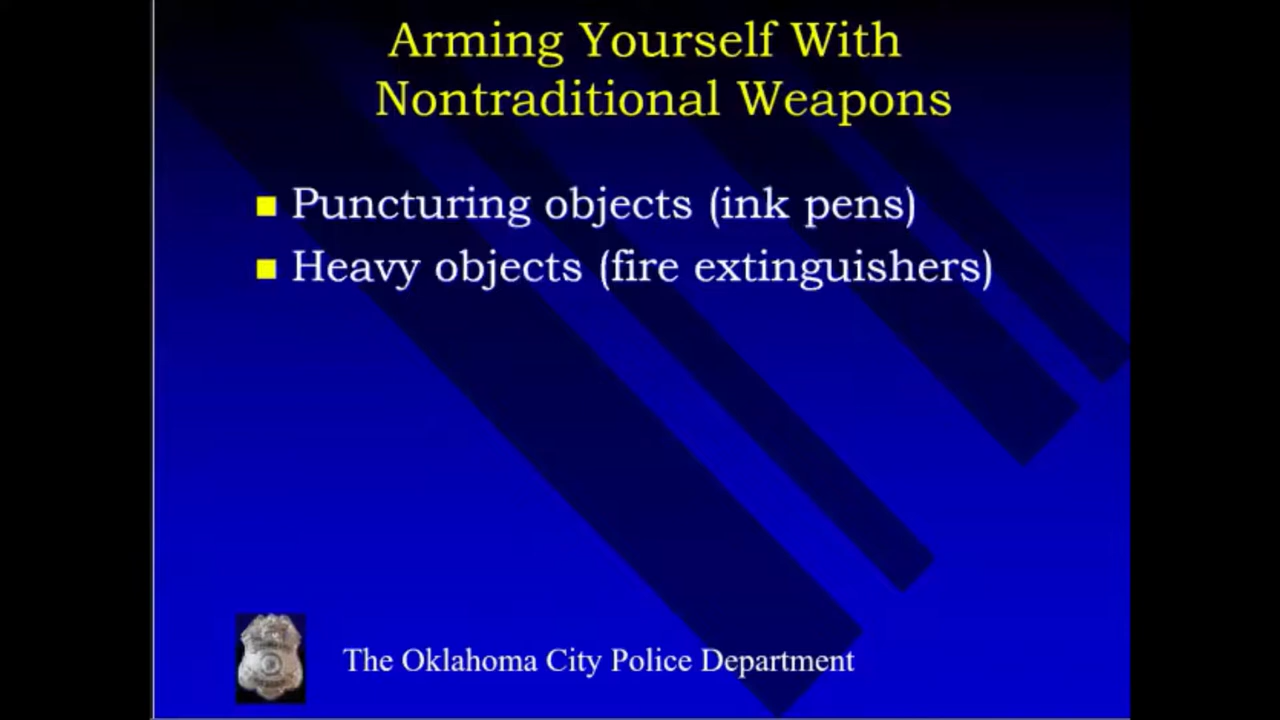 Arming Yourself With
Nontraditional Weapons
Puncturing objects (ink pens)
Heavy objects (fire extinguishers)
The Oklahoma City Police Department